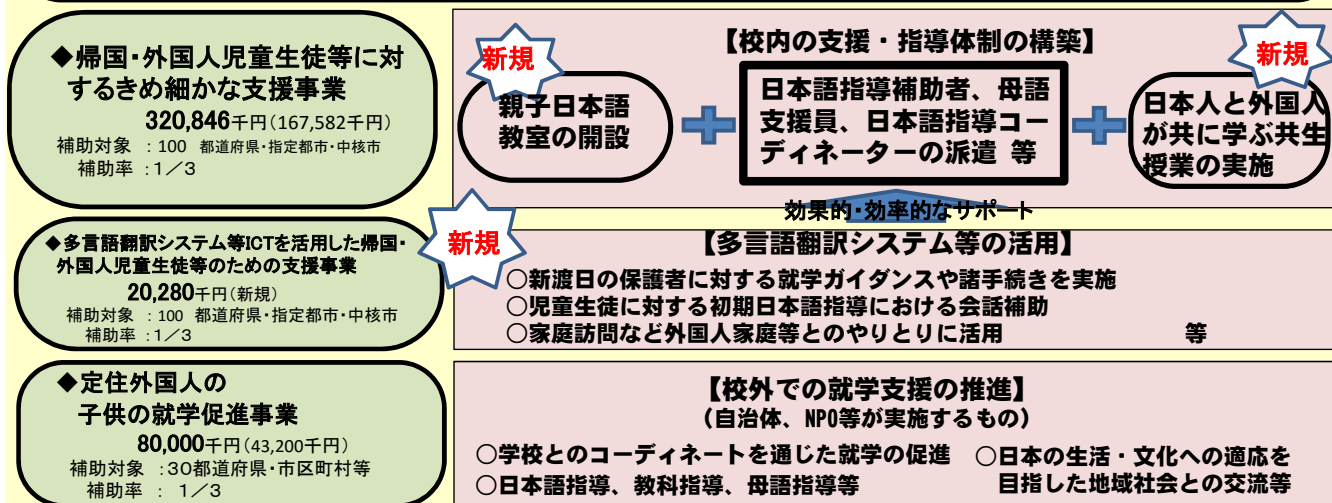 ◆帰国・外国人児童生徒等に対
するきめ細かな支援事業
320,846千円(167,582千円)
補助対象 : 100 都道府県・指定都市・中核市
補助率 : 1／3
【校内の支援・指導体制の構築】
新規
親子日本語
教室の開設
日本語指導補助者、母語
支援員、日本語指導コー
ディネーターの派遣 等
新規
日本人と外国人
が共に学ぶ共生
授業の実施
効果的・効率的なサポート
◆多言語翻訳システム等ICTを活用した帰国・
外国人児童生徒等のための支援事業
20,280千円(新規)
補助対象 : 100 都道府県・指定都市・中核市
補助率 : 1／3
新規
【多言語翻訳システム等の活用】
○新渡日の保護者に対する就学ガイダンスや諸手続きを実施
○児童生徒に対する初期日本語指導における会話補助
○家庭訪問など外国人家庭等とのやりとりに活用 等
◆定住外国人の
子供の就学促進事業
80,000千円(43,200千円)
補助対象 : 30都道府県・市区町村等
補助率 : 1／3
【校外での就学支援の推進】
(自治体、NPO等が実施するもの)
○学校とのコーディネートを通じた就学の促進
○日本語指導、教科指導、母語指導等
○日本の生活・文化への適応を
目指した地域社会との交流等